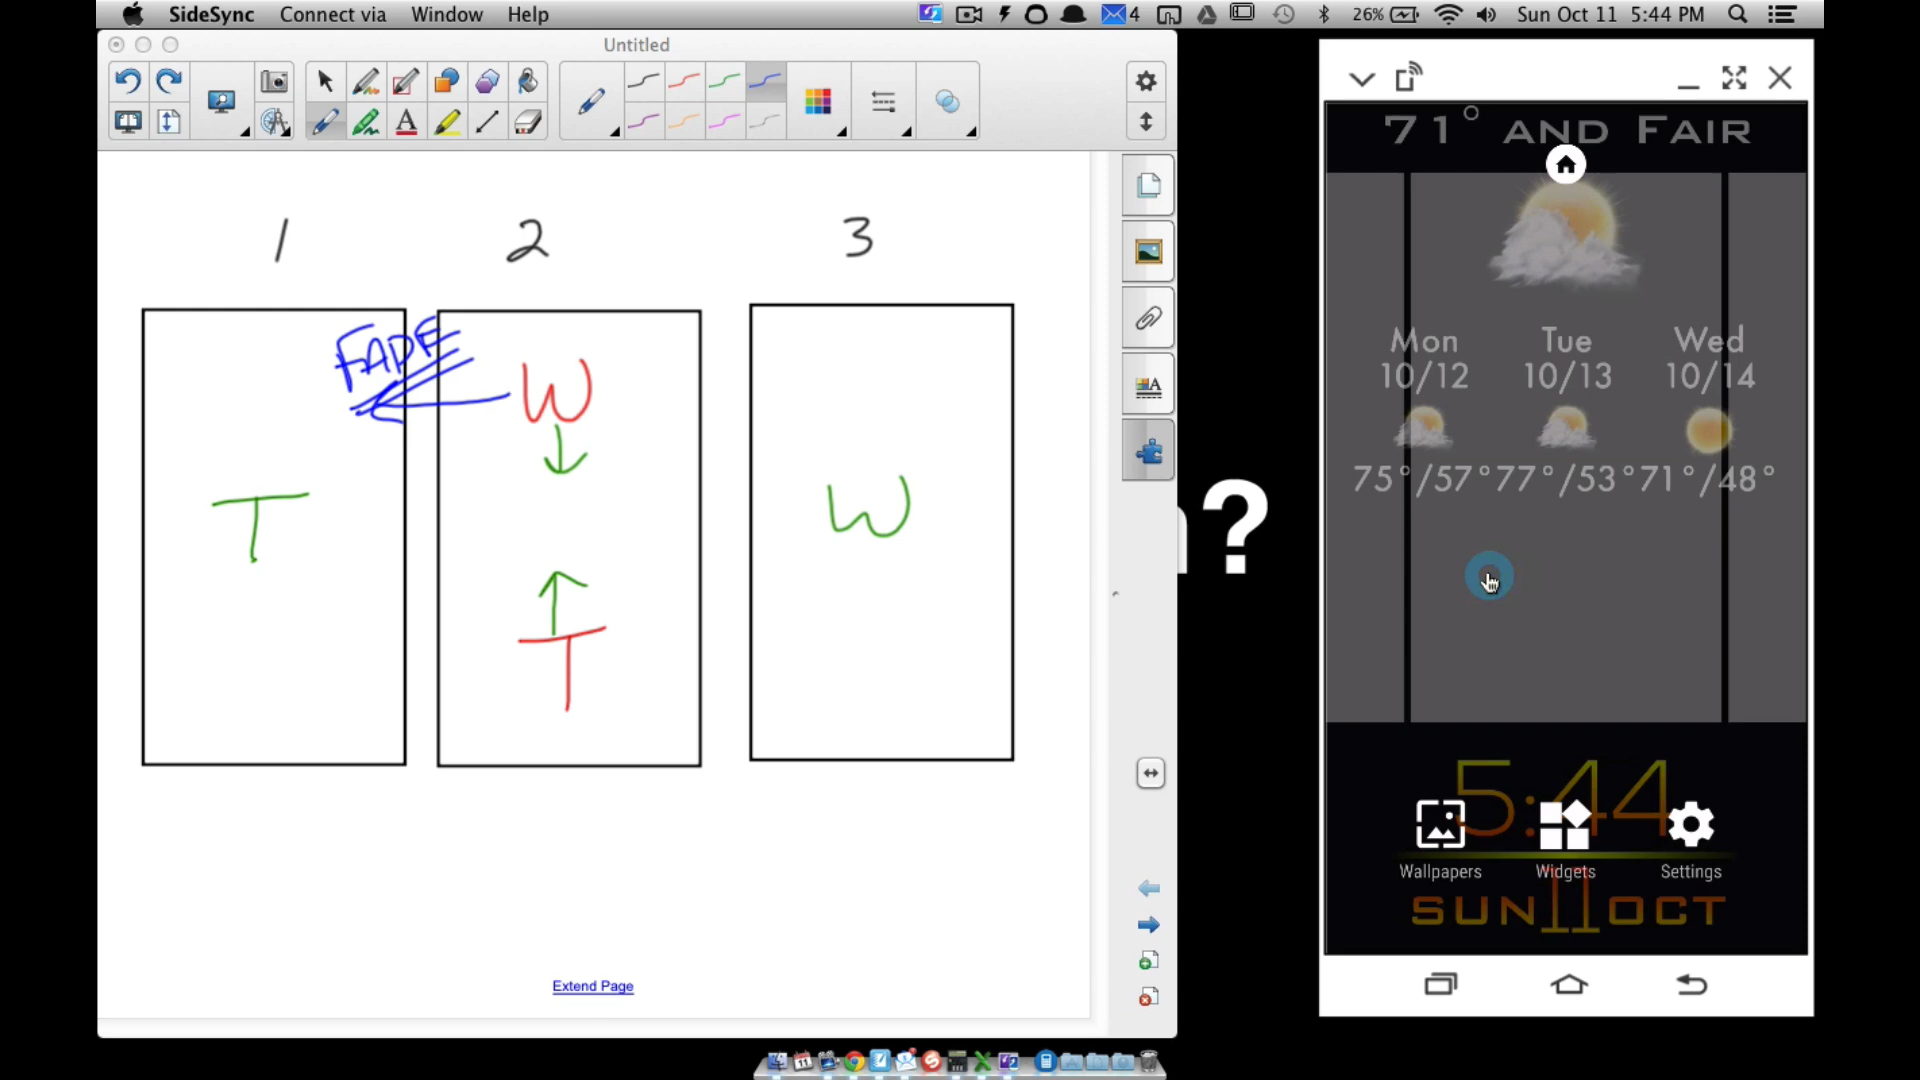 SideSync Connect via Window Help
4 26% Sun Oct 11 5:44 PM
Untitled
A
A
1 2 3
FADE
W
T
W
T
Extend Page
?
71° AND FAIR
Mon Tue Wed
10/12 10/13 10/14
75°/57° 77°/53° 71°/48°
5:44
Wallpapers Widgets Settings
SUN 11 OCT
11